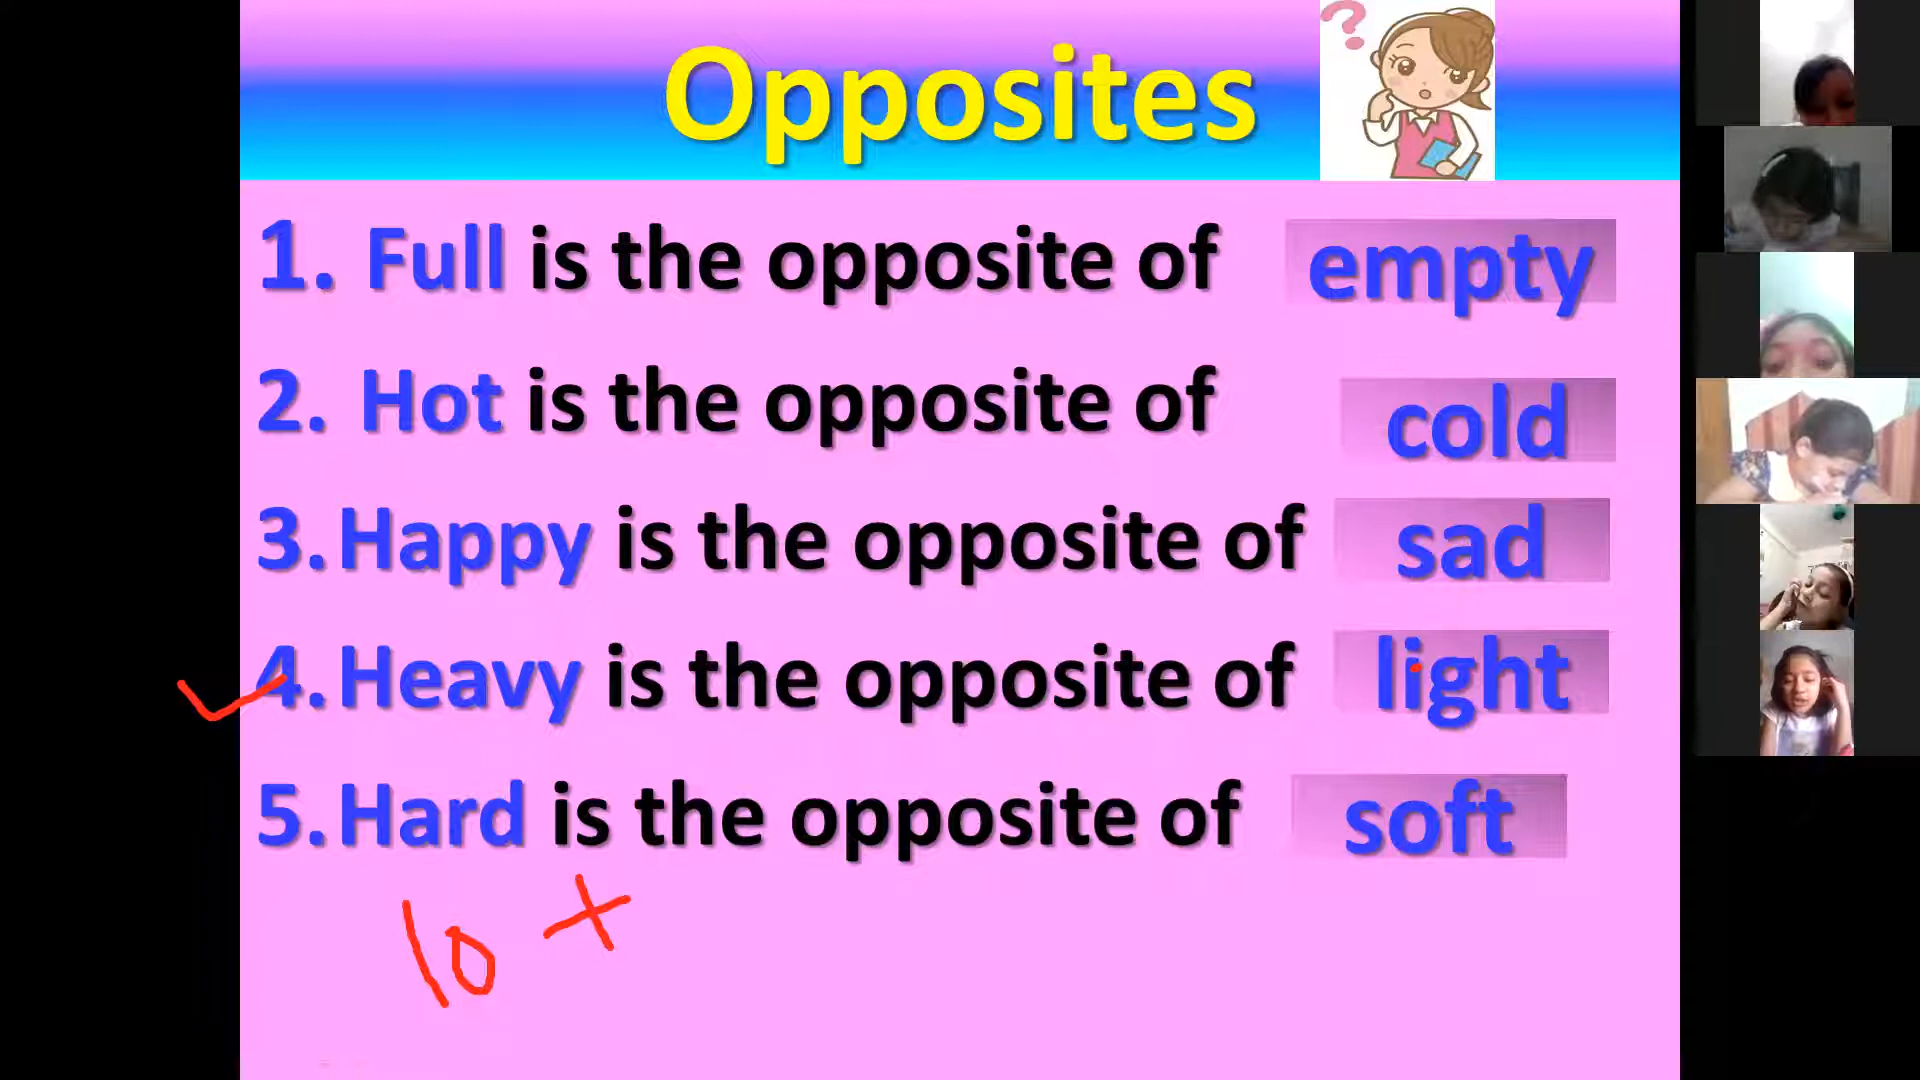 Opposites
?
1. Full is the opposite of empty
2. Hot is the opposite of cold
3. Happy is the opposite of sad
4. Heavy is the opposite of light
5. Hard is the opposite of soft
10 +